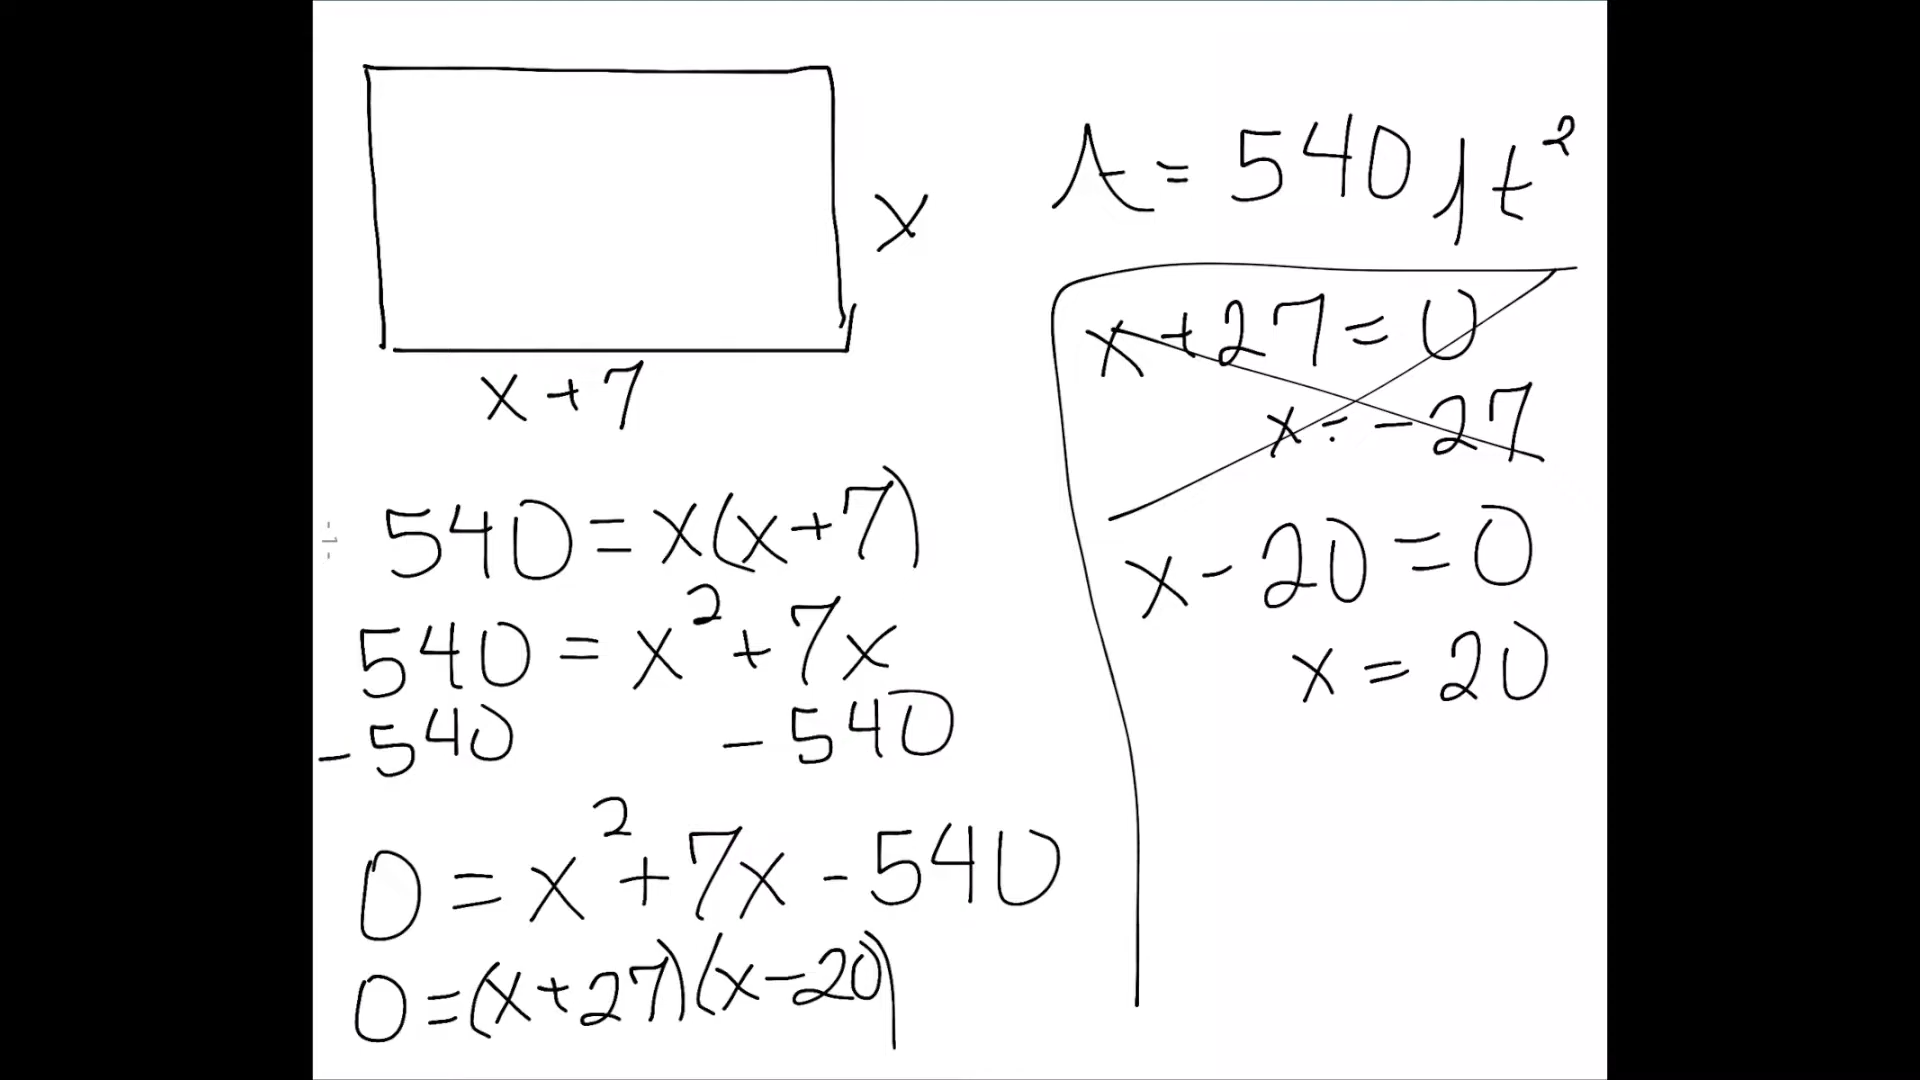 x
x + 7
540 = x(x+7)
540 = x² + 7x
-540 -540
0 = x² + 7x - 540
0 = (x+27)(x-20)
A = 540 ft²
x + 27 = 0
x = -27
x - 20 = 0
x = 20